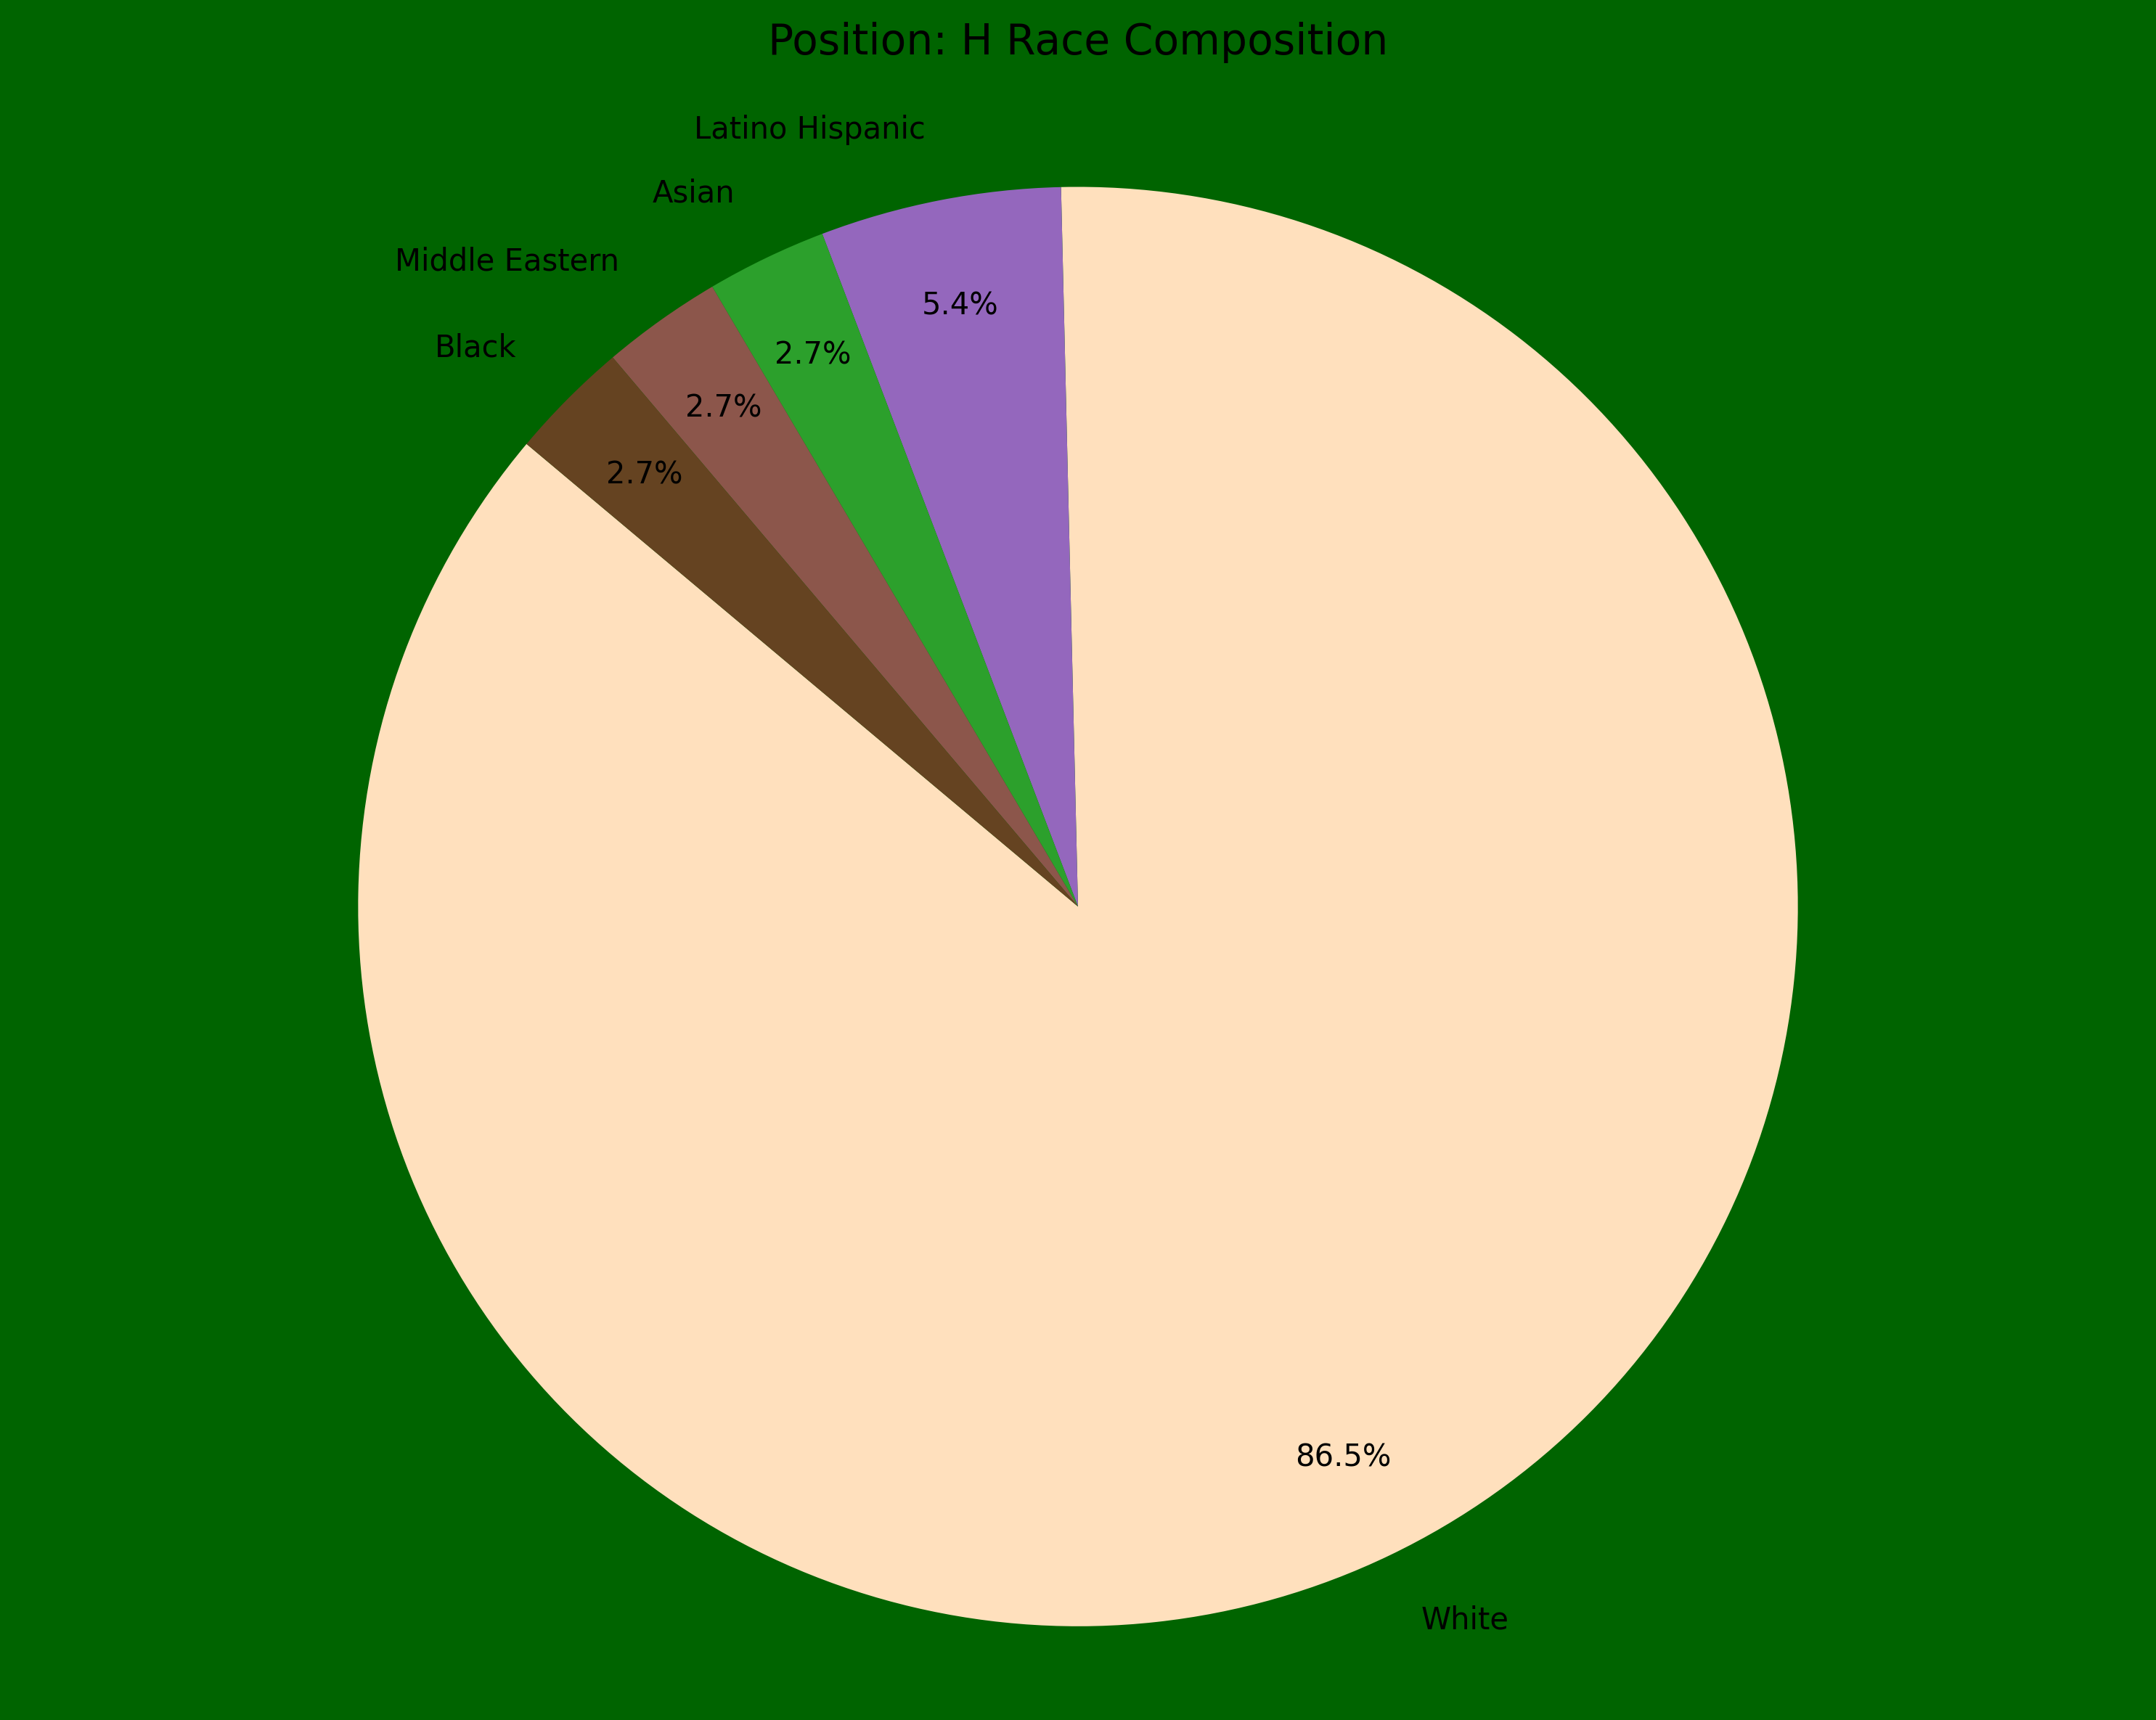 Position: H Race Composition
Latino Hispanic
Asian
Middle Eastern
Black
5.4%
2.7%
2.7%
2.7%
86.5%
White